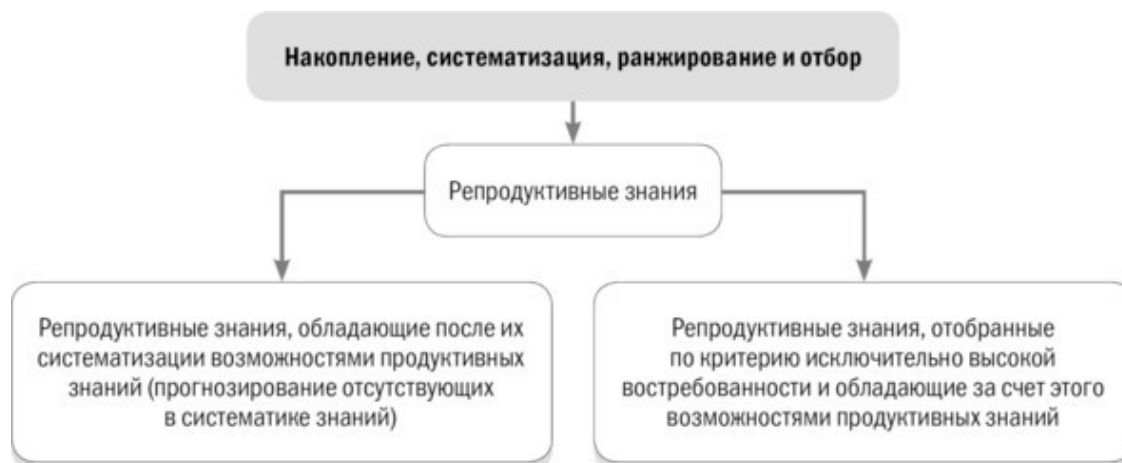 Накопление, систематизация, ранжирование и отбор
Репродуктивные знания
Репродуктивные знания, обладающие после их
систематизации возможностями продуктивных
знаний (прогнозирование отсутствующих
в систематике знаний)
Репродуктивные знания, отобранные
по критерию исключительно высокой
востребованности и обладающие за счет этого
возможностями продуктивных знаний